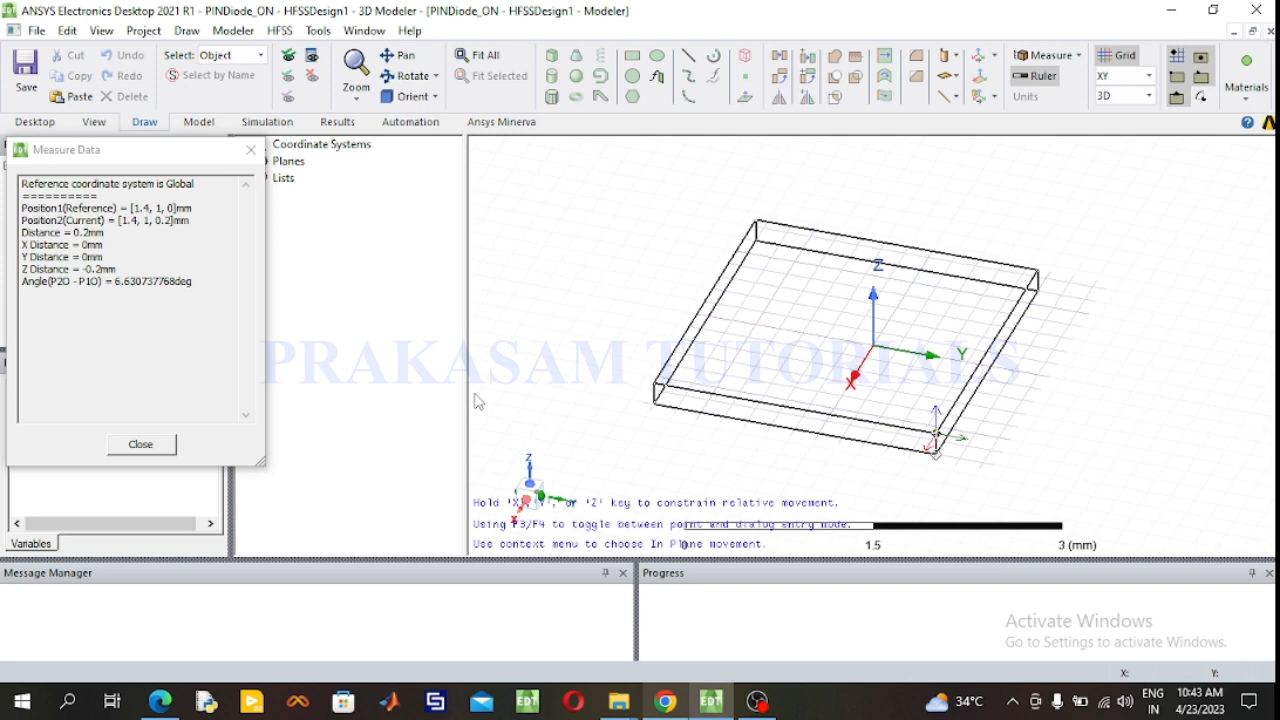 ANSYS Electronics Desktop 2021 R1 - PINDiode_ON - HFSSDesign1 - 3D Modeler - [PINDiode_ON - HFSSDesign1 - Modeler]
File Edit View Project Draw Modeler HFSS Tools Window Help
Save
Cut Undo
Copy Redo
Paste Delete
Select: Object
Select by Name
Zoom
Pan
Rotate
Orient
Fit All
Fit Selected
Measure
Ruler
Units
Grid
XY
3D
Materials
Desktop View Draw Model Simulation Results Automation Ansys Minerva
Measure Data
Reference coordinate system is Global
==========
Position1(Reference) = [1.4, 1, 0]mm
Position2(Current) = [1.4, 1, 0.2]mm
Distance = 0.2mm
X Distance = 0mm
Y Distance = 0mm
Z Distance = -0.2mm
Angle(P2O - P1O) = 6.630737768deg
Close
Coordinate Systems
Planes
Lists
Z
Y
X
PRAKASAM TUTORIALS
Z
X
Hold 'X', 'Y', or 'Z' key to constrain relative movement.
Using F3/F4 to toggle between point and dialog entry mode.
Use context menu to choose In Plane movement.
0 1.5 3 (mm)
Variables
Message Manager
Progress
Activate Windows
Go to Settings to activate Windows.
X: Y:
34°C
ENG
IN
10:43 AM
4/23/2023